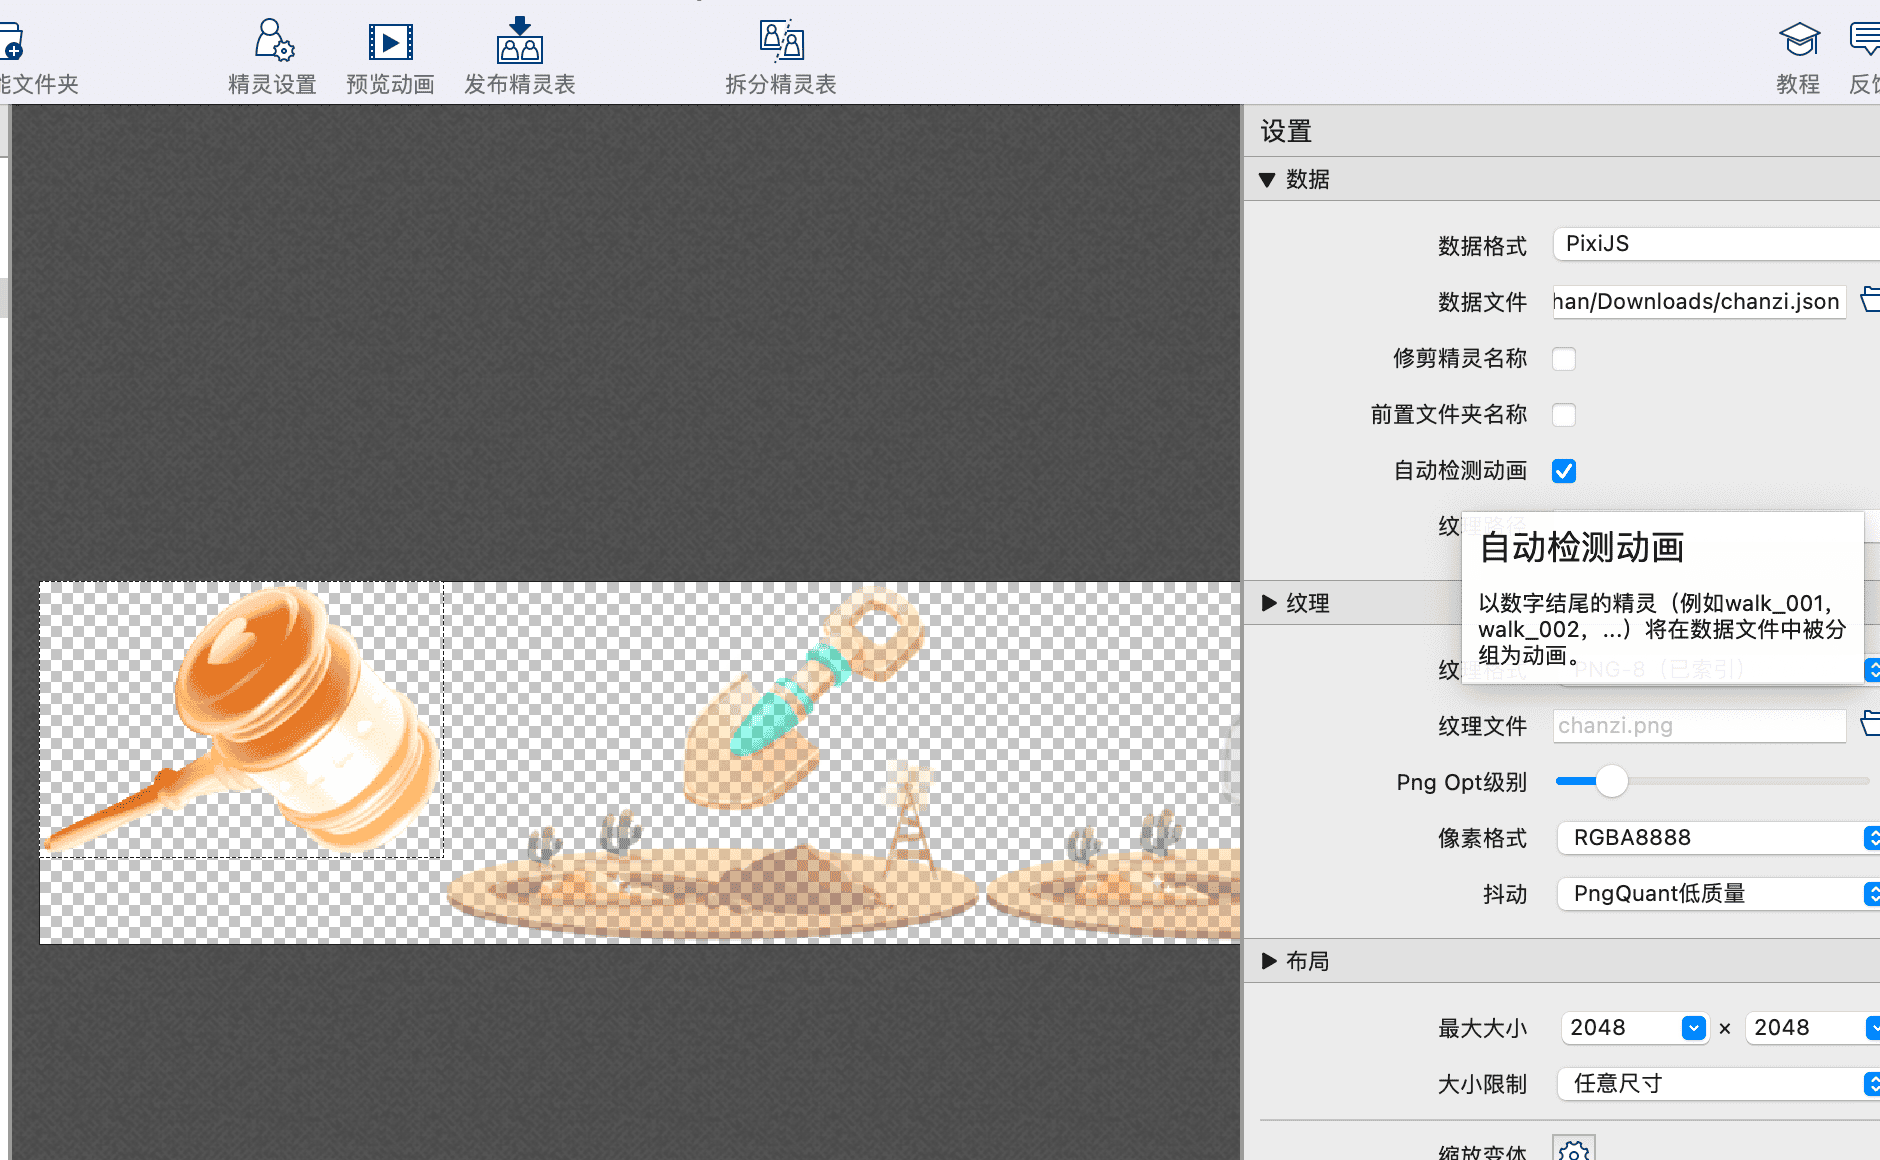 能文件夹
精灵设置
预览动画
发布精灵表
拆分精灵表
教程
反馈
设置
数据
数据格式
PixiJS
数据文件
han/Downloads/chanzi.json
修剪精灵名称
前置文件夹名称
自动检测动画
纹理路径
自动检测动画
以数字结尾的精灵（例如walk_001,
walk_002, ...）将在数据文件中被分
组为动画。
纹理
纹理格式
PNG-8（已索引）
纹理文件
chanzi.png
Png Opt级别
像素格式
RGBA8888
抖动
PngQuant低质量
布局
最大大小
2048
×
2048
大小限制
任意尺寸
缩放变体